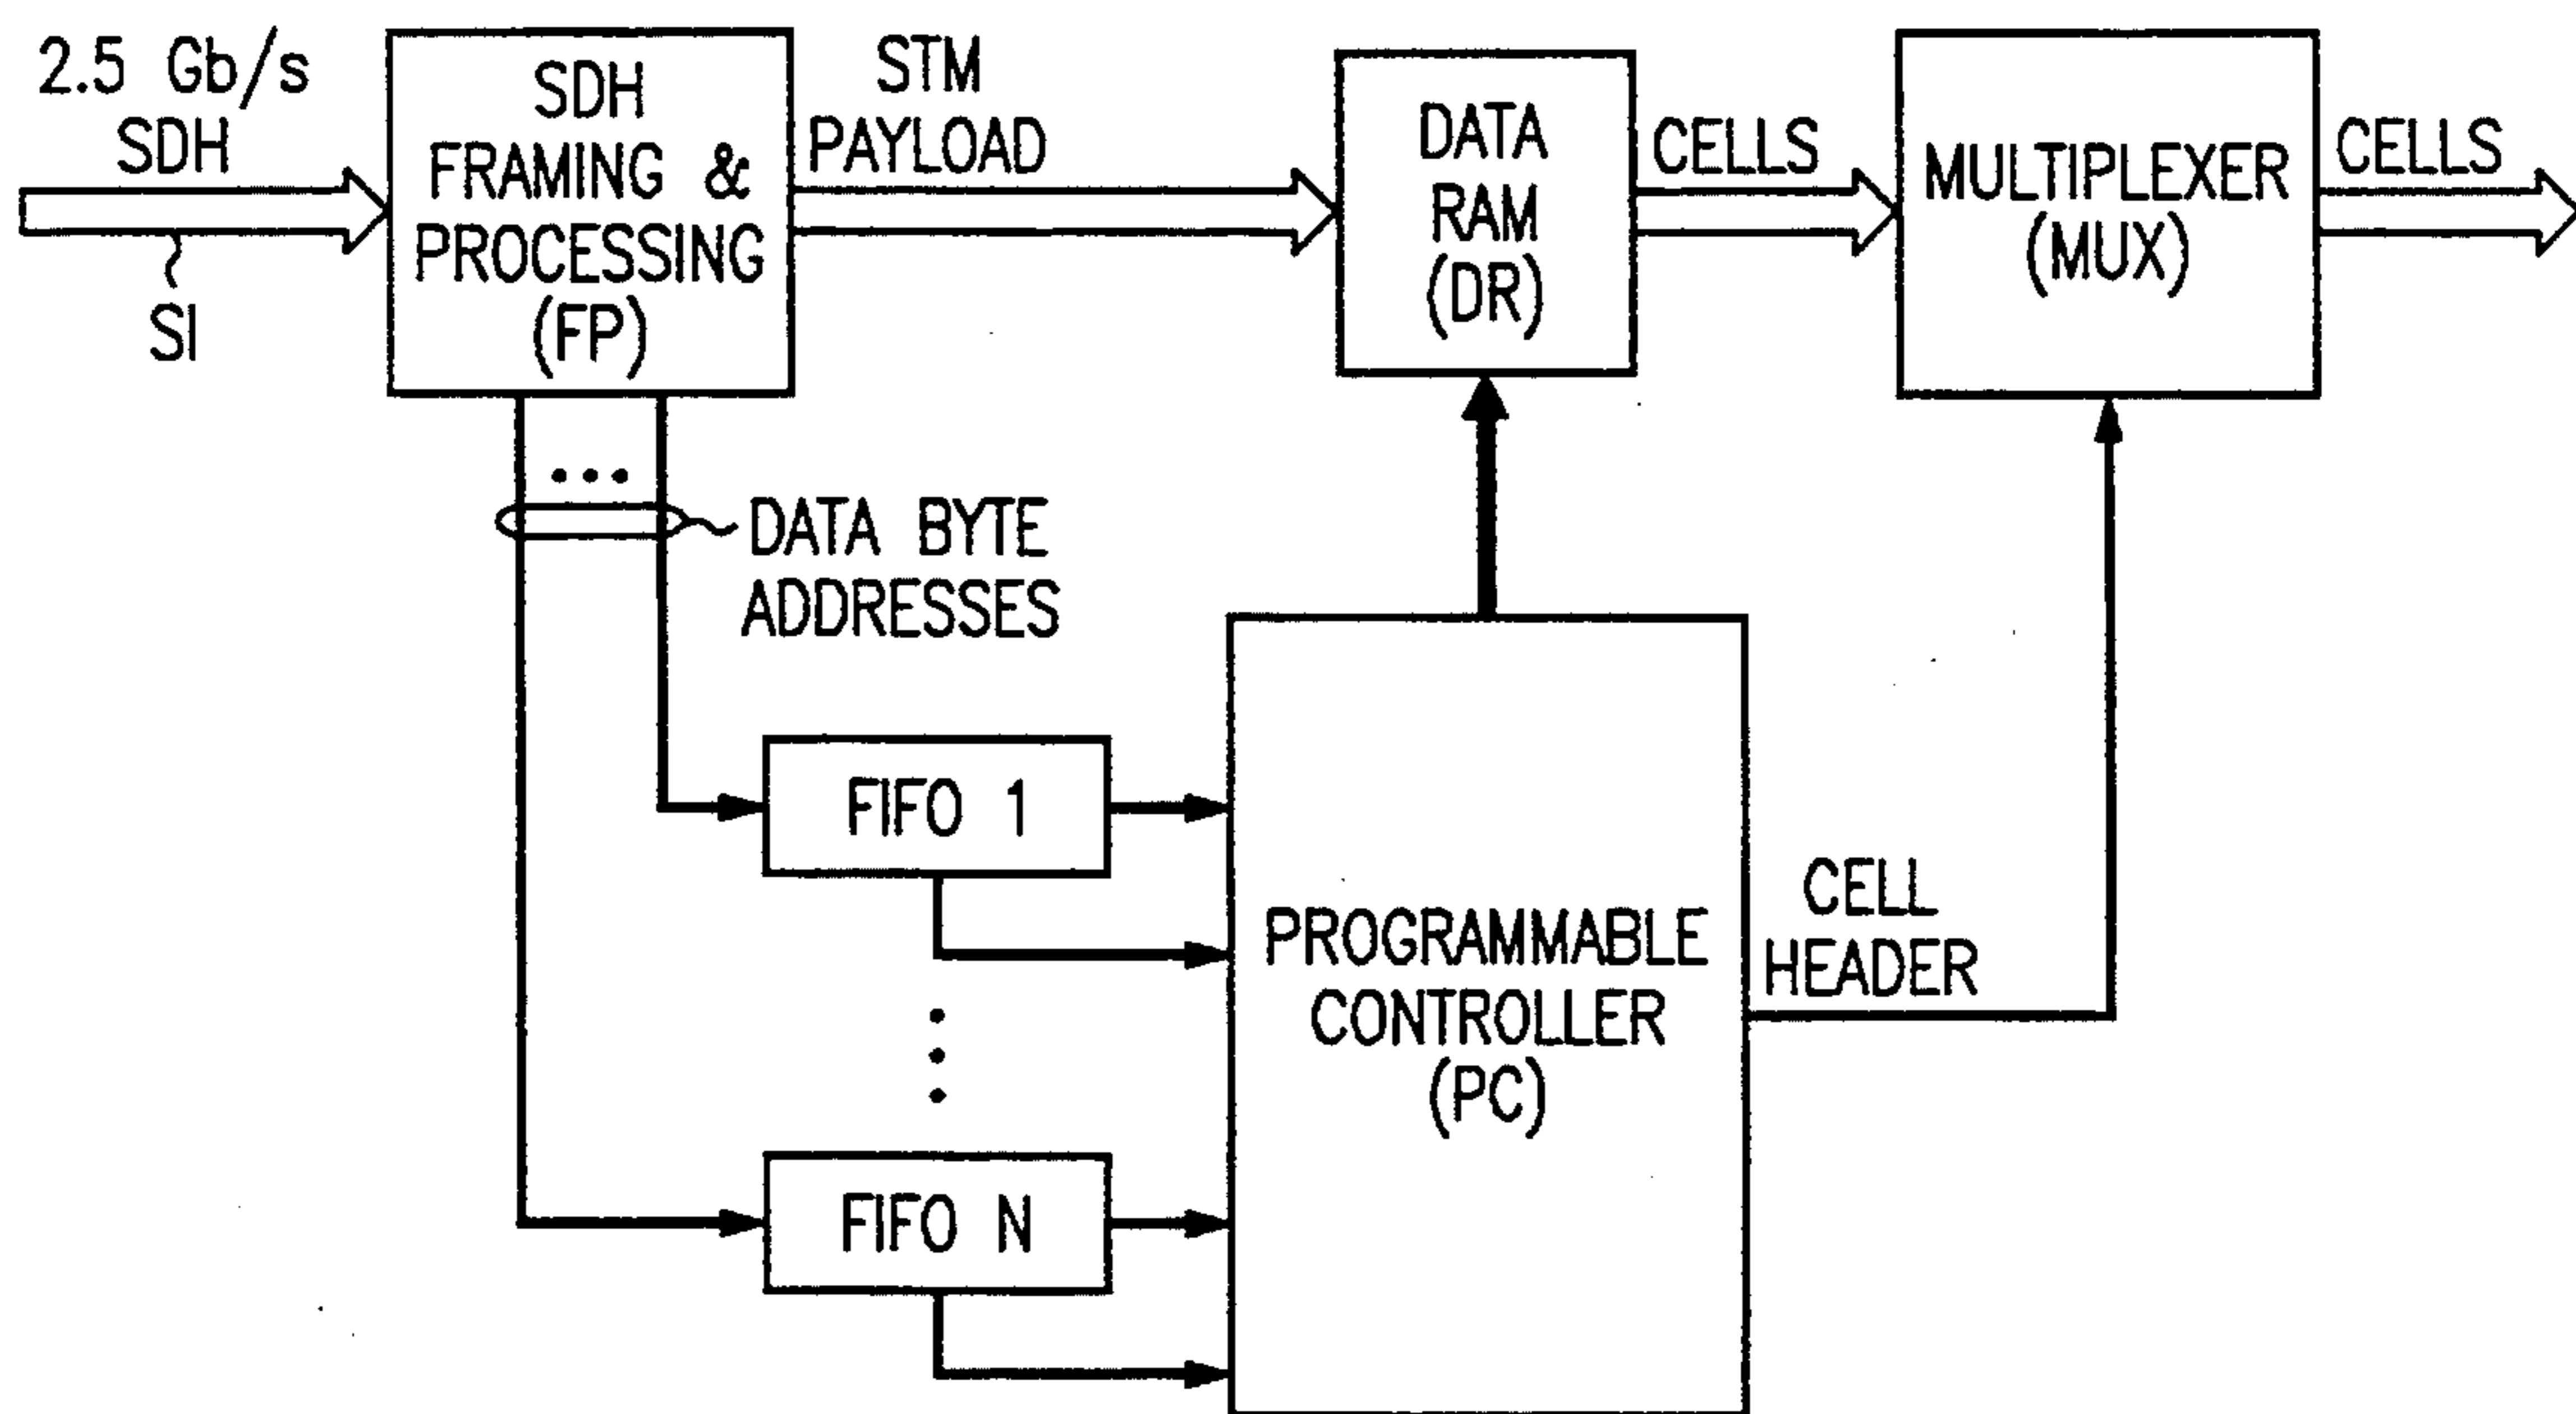 2.5 Gb/s
SDH
SI
SDH
FRAMING &
PROCESSING
(FP)
STM
PAYLOAD
DATA
RAM
(DR)
CELLS
MULTIPLEXER
(MUX)
CELLS
DATA BYTE
ADDRESSES
FIFO 1
FIFO N
PROGRAMMABLE
CONTROLLER
(PC)
CELL
HEADER